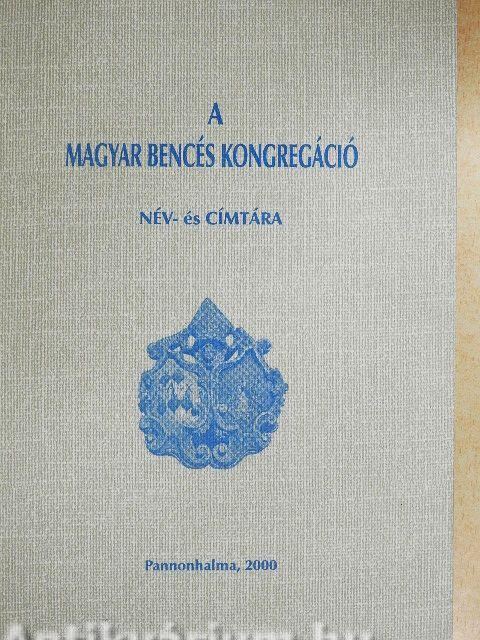 A
MAGYAR BENCÉS KONGREGÁCIÓ
NÉV- és CÍMTÁRA
Pannonhalma, 2000